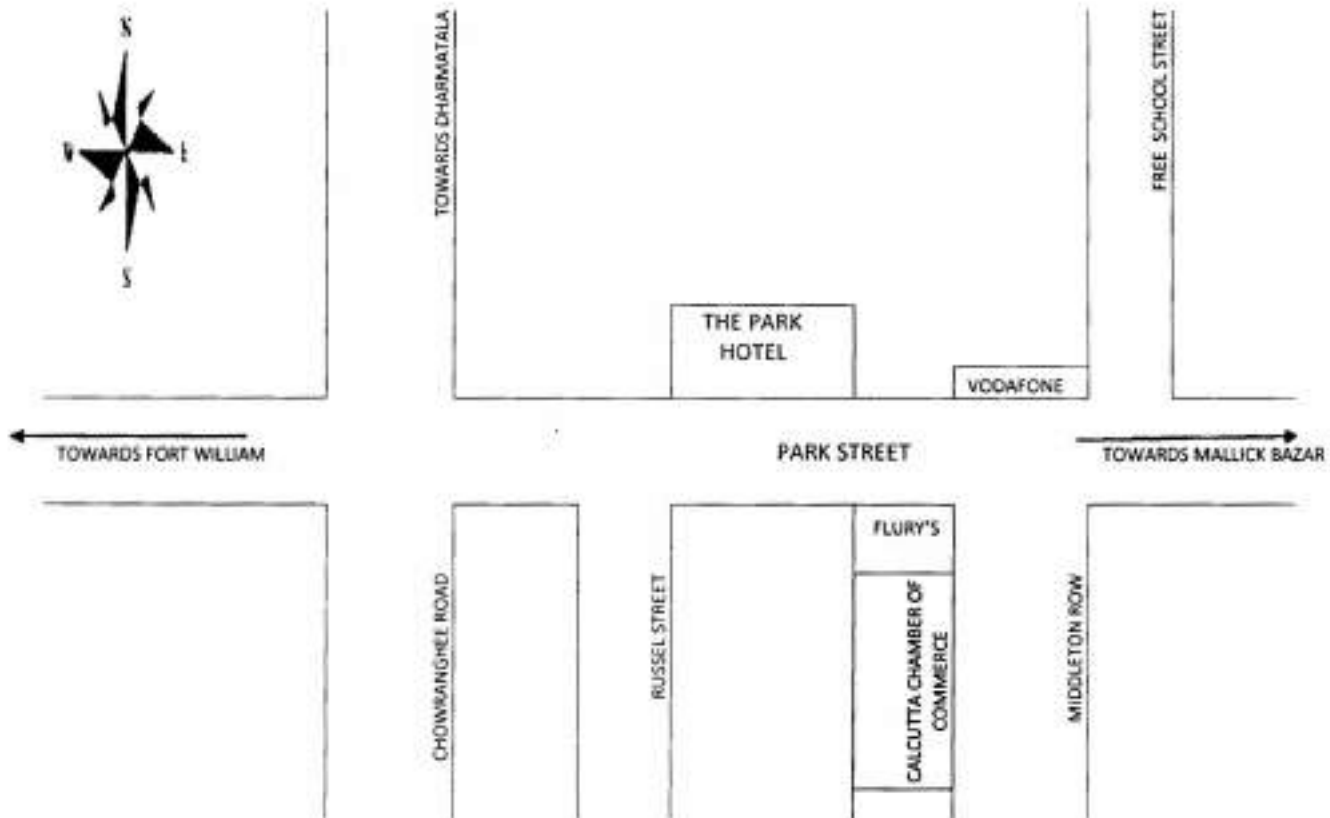 N
W
E
S
TOWARDS DHARMATALA
FREE SCHOOL STREET
THE PARK
HOTEL
VODAFONE
TOWARDS FORT WILLIAM
PARK STREET
TOWARDS MALLICK BAZAR
CHOWRANGHEE ROAD
RUSSEL STREET
FLURY'S
CALCUTTA CHAMBER OF
COMMERCE
MIDDLETON ROW